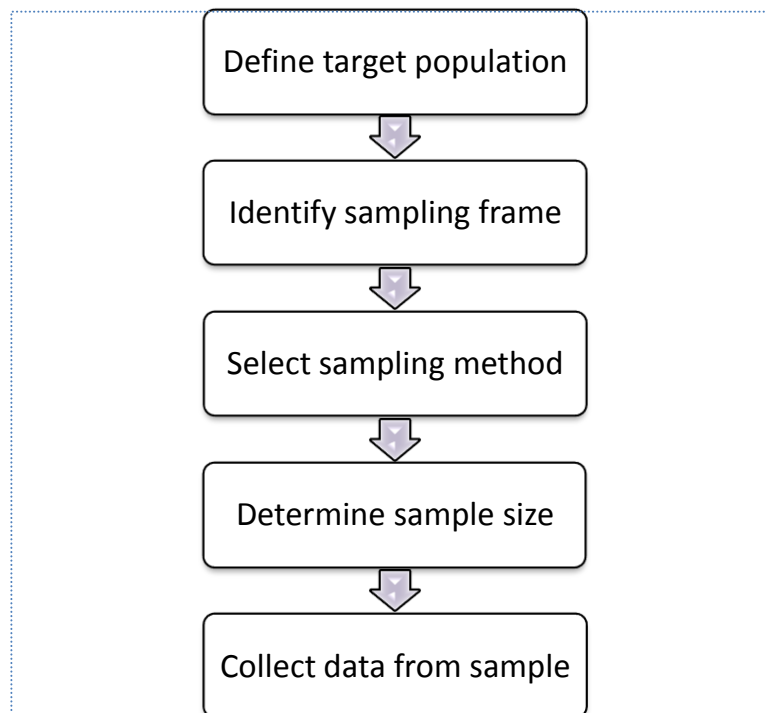 Define target population
Identify sampling frame
Select sampling method
Determine sample size
Collect data from sample